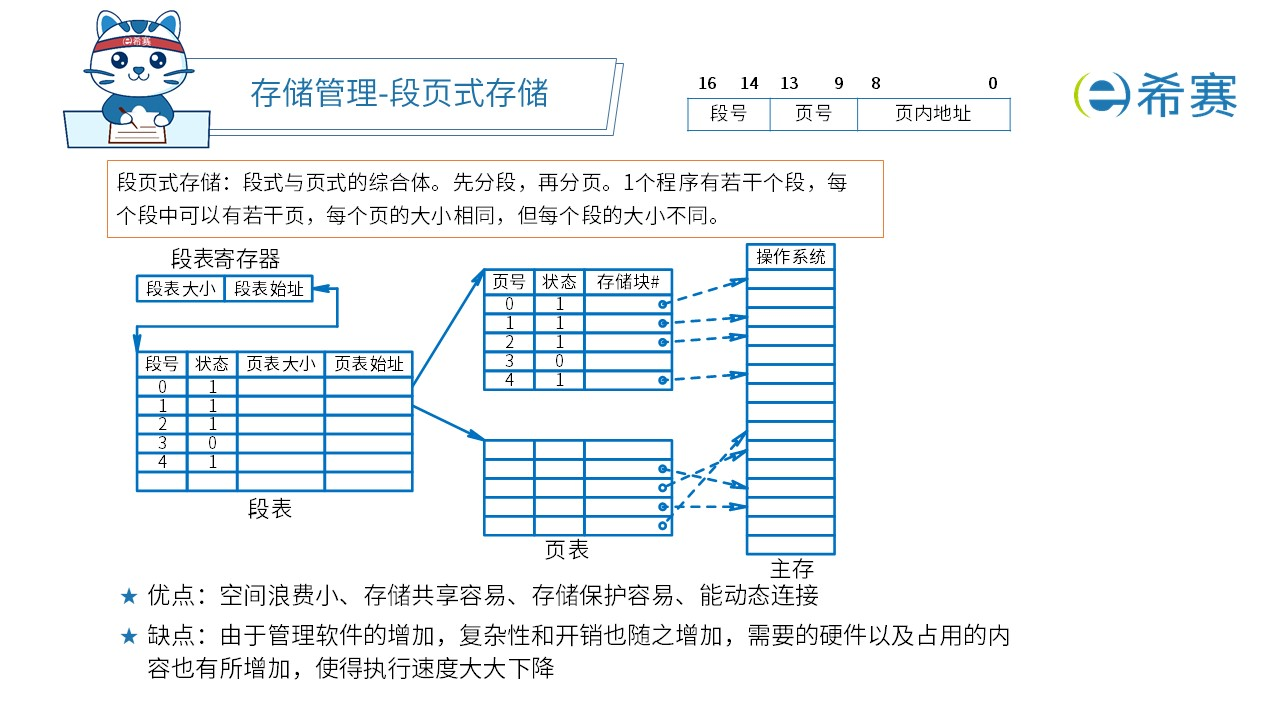 希赛
存储管理-段页式存储
16 14 13 9 8 0
段号 页号 页内地址
希赛
段页式存储：段式与页式的综合体。先分段，再分页。1个程序有若干个段，每
个段中可以有若干页，每个页的大小相同，但每个段的大小不同。
段表寄存器
段表大小 段表始址
段号 状态 页表大小 页表始址
0 1
1 1
2 1
3 0
4 1
段表
页号 状态 存储块#
0 1
1 1
2 1
3 0
4 1
页表
操作系统
主存
★ 优点：空间浪费小、存储共享容易、存储保护容易、能动态连接
★ 缺点：由于管理软件的增加，复杂性和开销也随之增加，需要的硬件以及占用的内
容也有所增加，使得执行速度大大下降